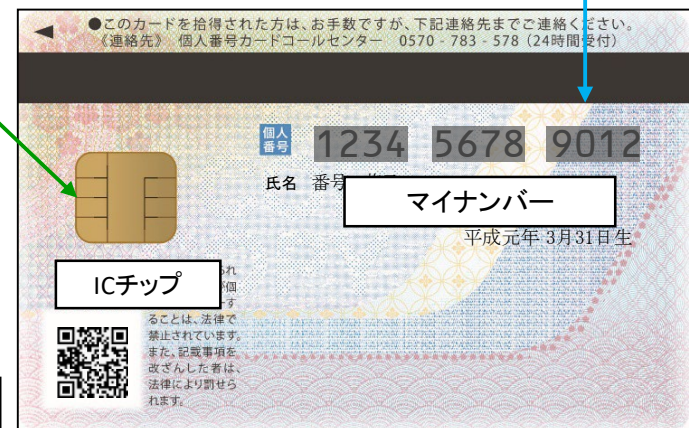 ●このカードを拾得された方は、お手数ですが、下記連絡先までご連絡ください。
《連絡先》 個人番号カードコールセンター 0570 - 783 - 578（24時間受付）
個人番号 1234 5678 9012
氏名 番号
マイナンバー
平成元年 3月31日生
ICチップ
ることは、法律で
禁止されています。
また、記載事項を
改ざんした者は、
法律により罰せら
れます。